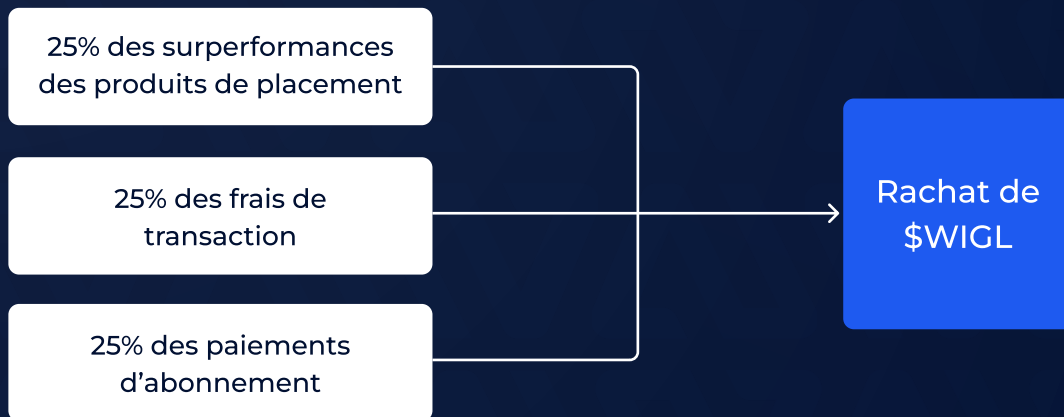 25% des surperformances
des produits de placement
25% des frais de
transaction
25% des paiements
d’abonnement
Rachat de
$WIGL